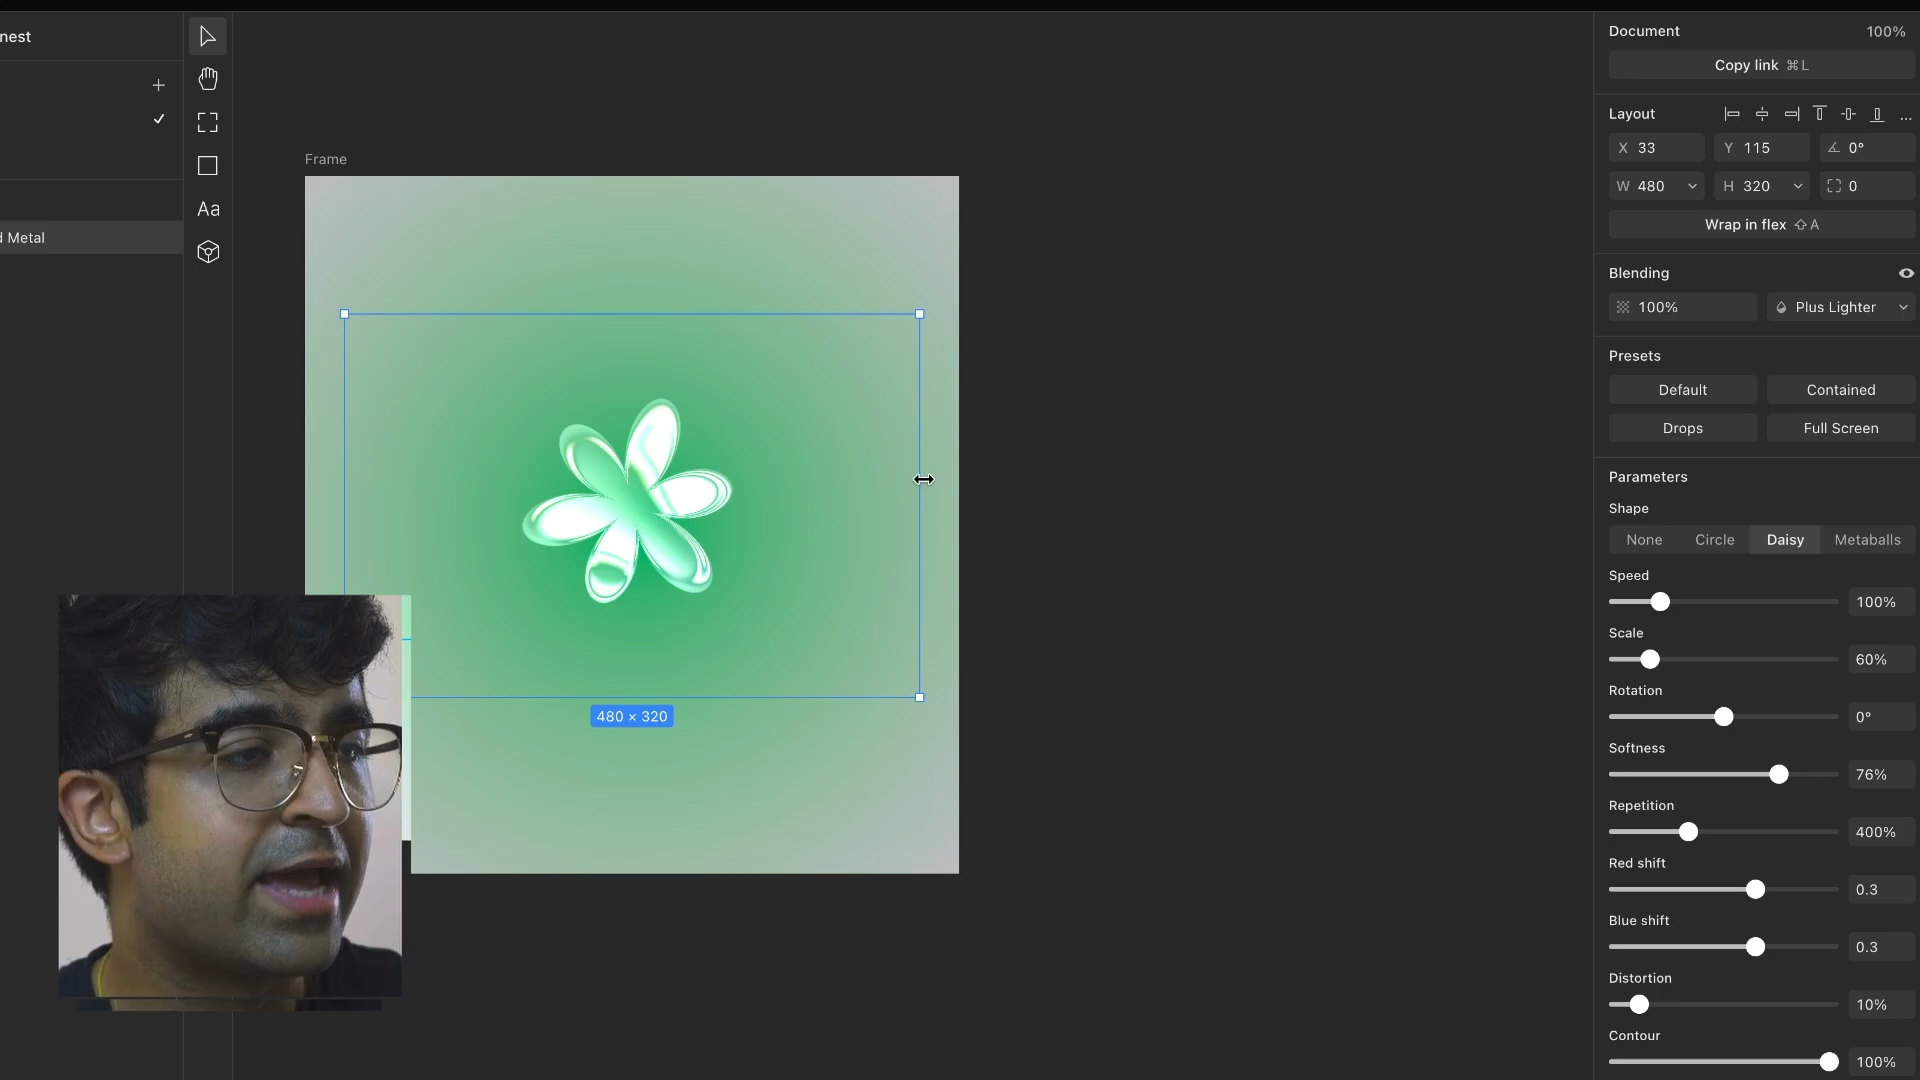 nest
d Metal
Aa
Frame
480 × 320
Document 100%
Copy link ⌘ L
Layout ...
X 33 Y 115 0°
W 480 H 320 0
Wrap in flex ⇧ A
Blending
100% Plus Lighter
Presets
Default Contained
Drops Full Screen
Parameters
Shape
None Circle Daisy Metaballs
Speed
100%
Scale
60%
Rotation
0°
Softness
76%
Repetition
400%
Red shift
0.3
Blue shift
0.3
Distortion
10%
Contour
100%